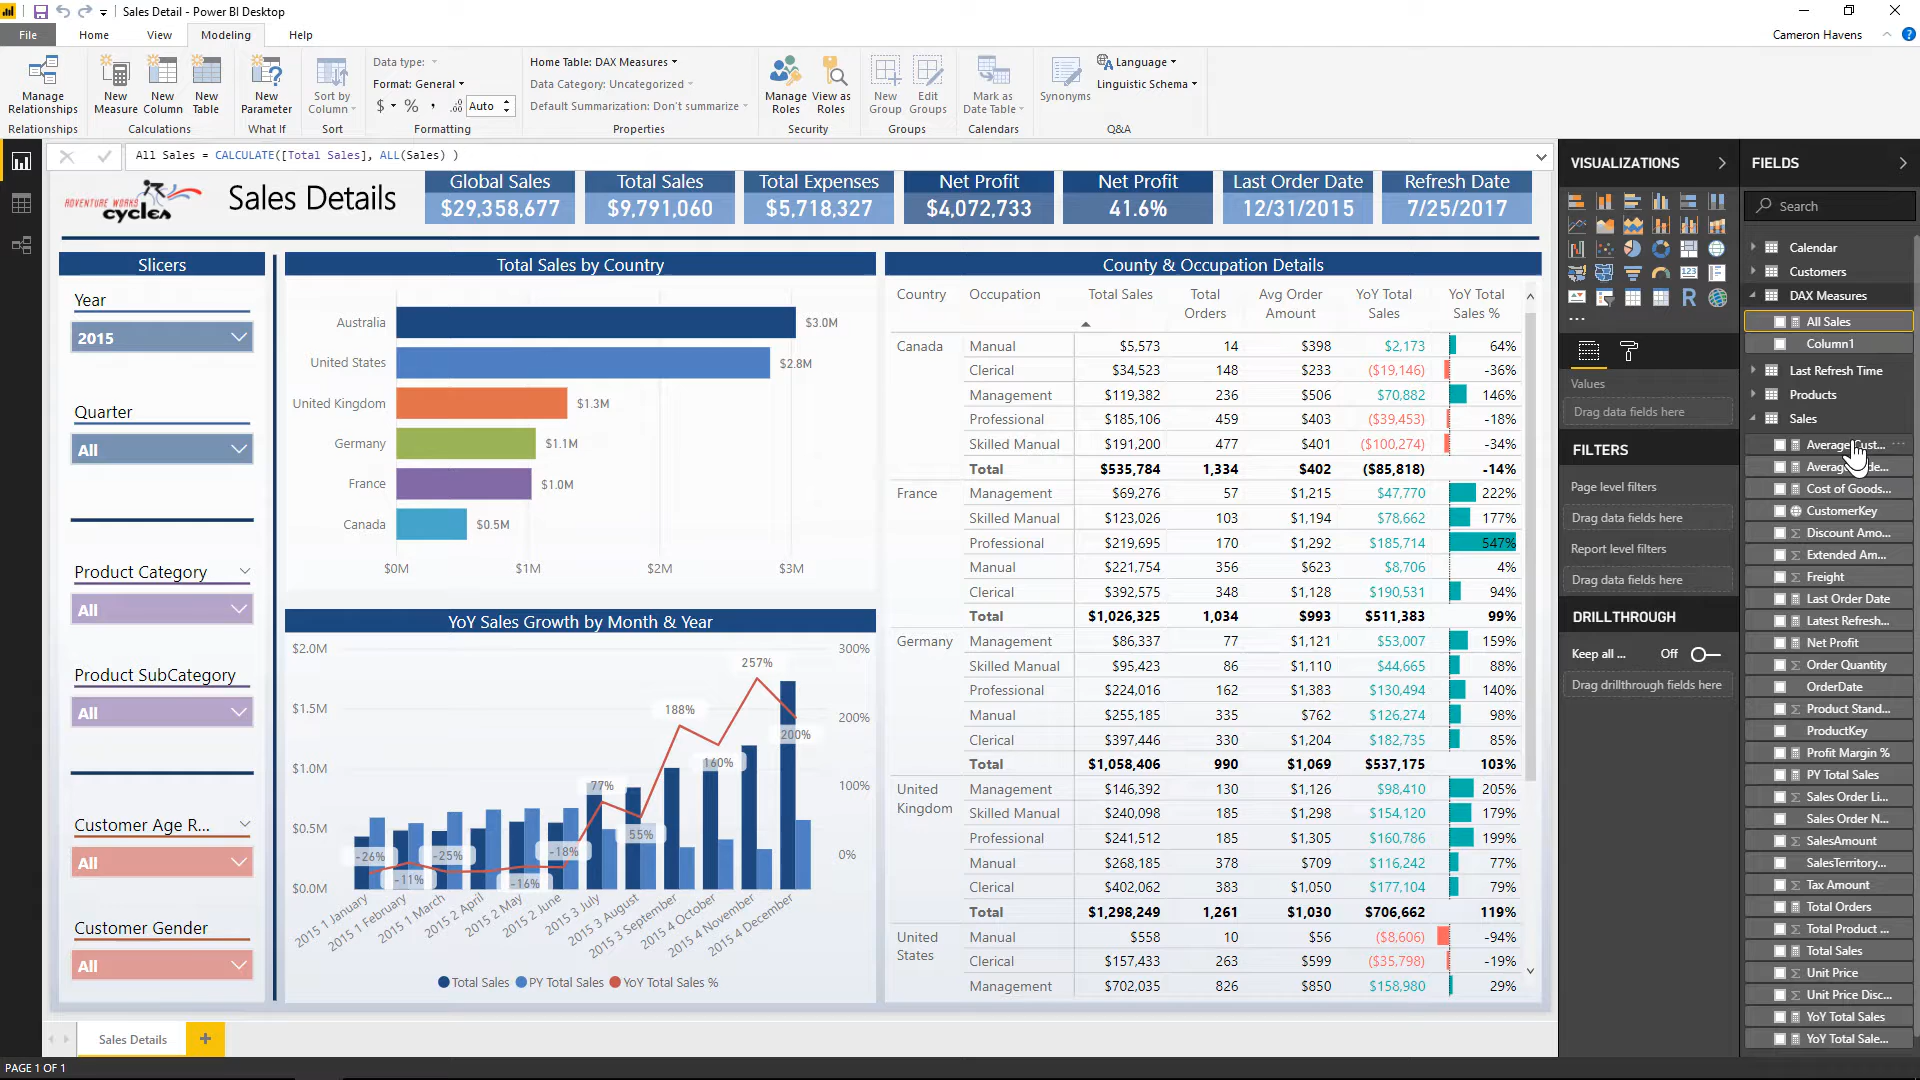 Sales Detail - Power BI Desktop
File Home View Modeling Help
Cameron Havens
Manage Relationships
New Measure
New Column
New Table
New Parameter
Sort by Column
Data type:
Format: General
$ % , .00 Auto
Home Table: DAX Measures
Data Category: Uncategorized
Default Summarization: Don't summarize
Manage Roles
View as Roles
New Group
Edit Groups
Mark as Date Table
Synonyms
Language
Linguistic Schema
Relationships Calculations What If Sort Formatting Properties Security Groups Calendars Q&A
All Sales = CALCULATE([Total Sales], ALL(Sales) )
ADVENTURE WORKS
cycles
Sales Details
Global Sales
$29,358,677
Total Sales
$9,791,060
Total Expenses
$5,718,327
Net Profit
$4,072,733
Net Profit
41.6%
Last Order Date
12/31/2015
Refresh Date
7/25/2017
Slicers
Year
2015
Quarter
All
Product Category
All
Product SubCategory
All
Customer Age R...
All
Customer Gender
All
Total Sales by Country
Australia $3.0M
United States $2.8M
United Kingdom $1.3M
Germany $1.1M
France $1.0M
Canada $0.5M
$0M $1M $2M $3M
YoY Sales Growth by Month & Year
$2.0M
$1.5M
$1.0M
$0.5M
$0.0M
300%
200%
100%
0%
-26%
-11%
-25%
-16%
-18%
77%
55%
188%
160%
257%
200%
2015 1 January
2015 1 February
2015 1 March
2015 2 April
2015 2 May
2015 2 June
2015 3 July
2015 3 August
2015 3 September
2015 4 October
2015 4 November
2015 4 December
Total Sales PY Total Sales YoY Total Sales %
County & Occupation Details
Country Occupation Total Sales Total Orders Avg Order Amount YoY Total Sales YoY Total Sales %
Canada Manual $5,573 14 $398 $2,173 64%
Clerical $34,523 148 $233 ($19,146) -36%
Management $119,382 236 $506 $70,882 146%
Professional $185,106 459 $403 ($39,453) -18%
Skilled Manual $191,200 477 $401 ($100,274) -34%
Total $535,784 1,334 $402 ($85,818) -14%
France Management $69,276 57 $1,215 $47,770 222%
Skilled Manual $123,026 103 $1,194 $78,662 177%
Professional $219,695 170 $1,292 $185,714 547%
Manual $221,754 356 $623 $8,706 4%
Clerical $392,575 348 $1,128 $190,531 94%
Total $1,026,325 1,034 $993 $511,383 99%
Germany Management $86,337 77 $1,121 $53,007 159%
Skilled Manual $95,423 86 $1,110 $44,665 88%
Professional $224,016 162 $1,383 $130,494 140%
Manual $255,185 335 $762 $126,274 98%
Clerical $397,446 330 $1,204 $182,735 85%
Total $1,058,406 990 $1,069 $537,175 103%
United Kingdom Management $146,392 130 $1,126 $98,410 205%
Skilled Manual $240,098 185 $1,298 $154,120 179%
Professional $241,512 185 $1,305 $160,786 199%
Manual $268,185 378 $709 $116,242 77%
Clerical $402,062 383 $1,050 $177,104 79%
Total $1,298,249 1,261 $1,030 $706,662 119%
United States Manual $558 10 $56 ($8,606) -94%
Clerical $157,433 263 $599 ($35,798) -19%
Management $702,035 826 $850 $158,980 29%
VISUALIZATIONS
R
123
Values
Drag data fields here
FILTERS
Page level filters
Drag data fields here
Report level filters
Drag data fields here
DRILLTHROUGH
Keep all ... Off
Drag drillthrough fields here
FIELDS
Search
Calendar
Customers
DAX Measures
All Sales
Column1
Last Refresh Time
Products
Sales
Cost of Goods...
CustomerKey
Discount Amo...
Extended Am...
Freight
Last Order Date
Latest Refresh...
Net Profit
Order Quantity
OrderDate
Product Stand...
ProductKey
Profit Margin %
PY Total Sales
Sales Order Li...
Sales Order N...
SalesAmount
SalesTerritory...
Tax Amount
Total Orders
Total Product ...
Total Sales
Unit Price
Unit Price Disc...
YoY Total Sales
YoY Total Sale...
Sales Details +
PAGE 1 OF 1